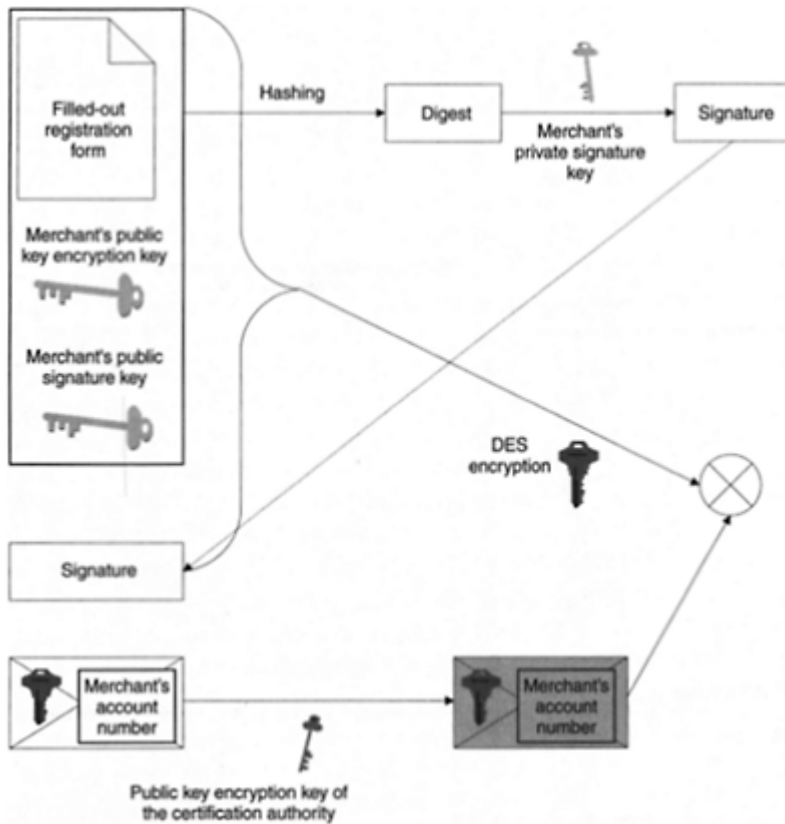 Filled-out
registration
form
Hashing
Digest
Merchant's
private signature
key
Signature
Merchant's public
key encryption key
Merchant's public
signature key
DES
encryption
Signature
Merchant's
account
number
Merchant's
account
number
Public key encryption key of
the certification authority